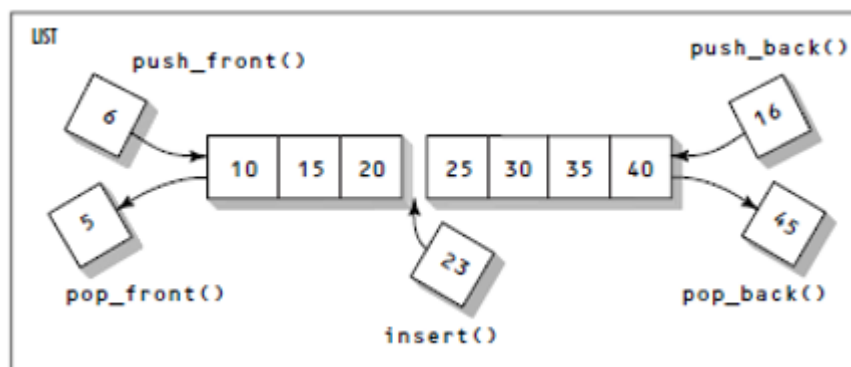 LIST
push_front()
push_back()
6
16
10 15 20 25 30 35 40
5
23
45
pop_front()
pop_back()
insert()